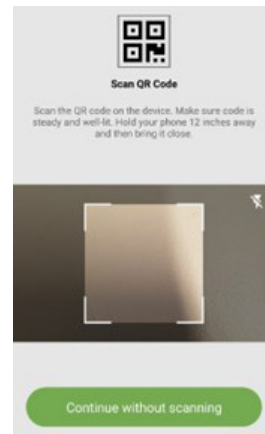 Scan QR Code
Scan the QR code on the device. Make sure code is
steady and well-lit. Hold your phone 12 inches away
and then bring it close.
Continue without scanning